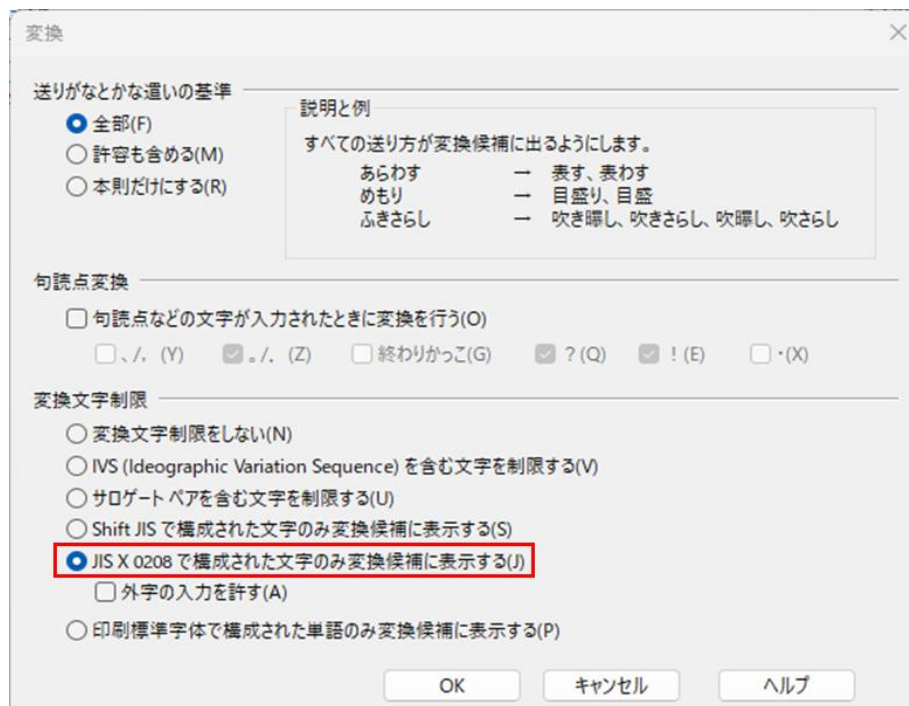 変換
送りがなとかな遣いの基準
全部(F)
許容も含める(M)
本則だけにする(R)
説明と例
すべての送り方が変換候補に出るようにします。
あらわす → 表す、表わす
めもり → 目盛り、目盛
ふきさらし → 吹き曝し、吹きさらし、吹曝し、吹さらし
句読点変換
句読点などの文字が入力されたときに変換を行う(O)
、/， (Y) 。/． (Z) 終わりかっこ(G) ？(Q) ！(E) ・(X)
変換文字制限
変換文字制限をしない(N)
IVS (Ideographic Variation Sequence) を含む文字を制限する(V)
サロゲート ペアを含む文字を制限する(U)
Shift JIS で構成された文字のみ変換候補に表示する(S)
JIS X 0208 で構成された文字のみ変換候補に表示する(J)
外字の入力を許す(A)
印刷標準字体で構成された単語のみ変換候補に表示する(P)
OK キャンセル ヘルプ